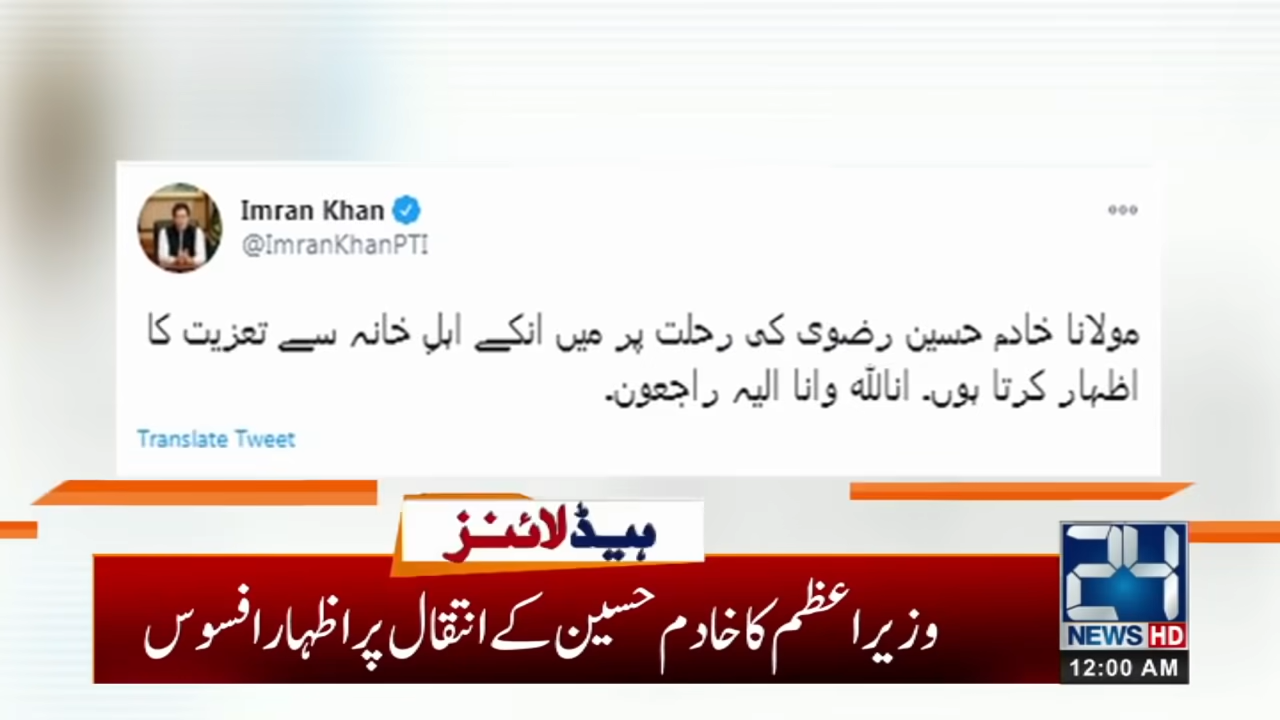 Imran Khan
@ImranKhanPTI
مولانا خادم حسین رضوی کی رحلت پر میں انکے اہلِ خانہ سے تعزیت کا
اظہار کرتا ہوں۔ اناللہ وانا الیہ راجعون۔
Translate Tweet
ہیڈلائنز
وزیراعظم کا خادم حسین کے انتقال پر اظہار افسوس
24
NEWS HD
12:00 AM